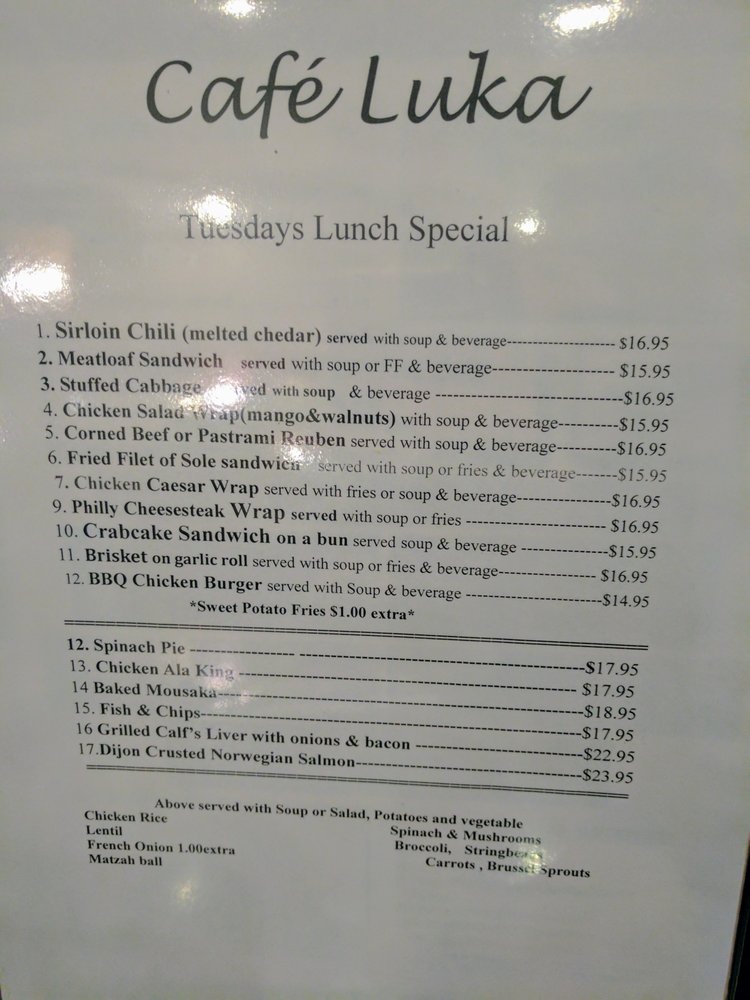 Café Luka
Tuesdays Lunch Special
1. Sirloin Chili (melted chedar) served with soup & beverage--------------------- $16.95
2. Meatloaf Sandwich served with soup or FF & beverage------------------------ $15.95
3. Stuffed Cabbage served with soup & beverage --------------------------------$16.95
4. Chicken Salad Wrap(mango&walnuts) with soup & beverage----------$15.95
5. Corned Beef or Pastrami Reuben served with soup & beverage----------$16.95
6. Fried Filet of Sole sandwich served with soup or fries & beverage-------$15.95
7. Chicken Caesar Wrap served with fries or soup & beverage----------------$16.95
9. Philly Cheesesteak Wrap served with soup or fries ------------------------ $16.95
10. Crabcake Sandwich on a bun served soup & beverage ---------------$15.95
11. Brisket on garlic roll served with soup or fries & beverage----------------- $16.95
12. BBQ Chicken Burger served with Soup & beverage -----------------------$14.95
*Sweet Potato Fries $1.00 extra*
12. Spinach Pie ------------------ ------------------------------------------------$17.95
13. Chicken Ala King ---------------------------------------------------------- $17.95
14 Baked Mousaka---------------------------------------------------------------$18.95
15. Fish & Chips-----------------------------------------------------------------$17.95
16 Grilled Calf's Liver with onions & bacon ----------------------------$22.95
17.Dijon Crusted Norwegian Salmon---------------------------------------$23.95
Above served with Soup or Salad, Potatoes and vegetable
Chicken Rice
Lentil
French Onion 1.00extra
Matzah ball
Spinach & Mushrooms
Broccoli, Stringbeans
Carrots , Brussel Sprouts